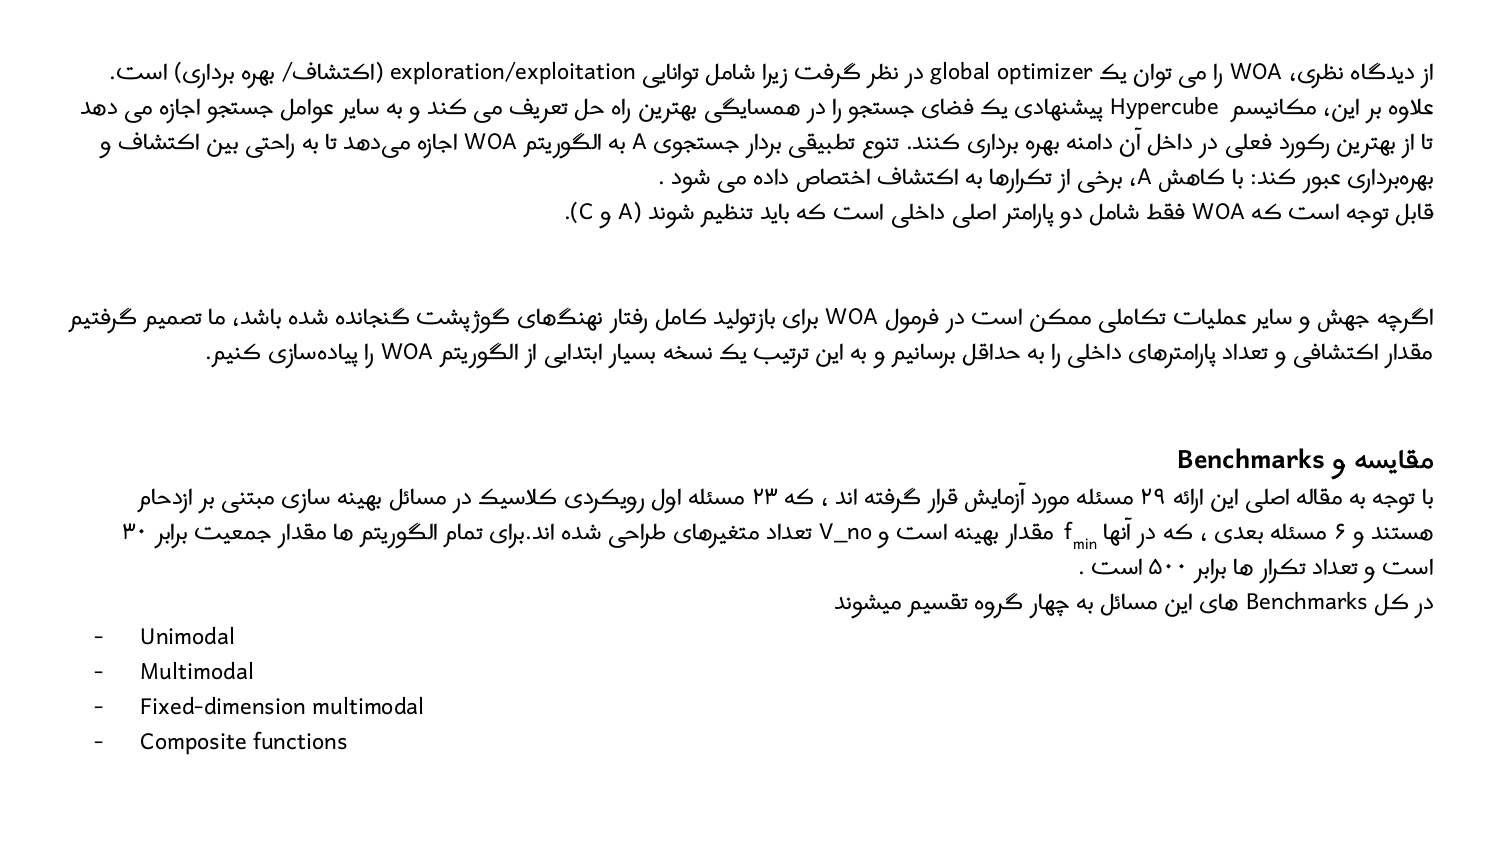 از دیدگاه نظری، WOA را می توان یک global optimizer در نظر گرفت زیرا شامل توانایی exploration/exploitation (اکتشاف/ بهره برداری) است.
علاوه بر این، مکانیسم Hypercube پیشنهادی یک فضای جستجو را در همسایگی بهترین راه حل تعریف می کند و به سایر عوامل جستجو اجازه می دهد
تا از بهترین رکورد فعلی در داخل آن دامنه بهره برداری کنند. تنوع تطبیقی بردار جستجوی A به الگوریتم WOA اجازه می‌دهد تا به راحتی بین اکتشاف و
بهره‌برداری عبور کند: با کاهش A، برخی از تکرارها به اکتشاف اختصاص داده می شود .
قابل توجه است که WOA فقط شامل دو پارامتر اصلی داخلی است که باید تنظیم شوند (A و C).
اگرچه جهش و سایر عملیات تکاملی ممکن است در فرمول WOA برای بازتولید کامل رفتار نهنگ‌های گوژپشت گنجانده شده باشد، ما تصمیم گرفتیم
مقدار اکتشافی و تعداد پارامترهای داخلی را به حداقل برسانیم و به این ترتیب یک نسخه بسیار ابتدایی از الگوریتم WOA را پیاده‌سازی کنیم.
مقایسه و Benchmarks
با توجه به مقاله اصلی این ارائه ۲۹ مسئله مورد آزمایش قرار گرفته اند ، که ۲۳ مسئله اول رویکردی کلاسیک در مسائل بهینه سازی مبتنی بر ازدحام
هستند و ۶ مسئله بعدی ، که در آنها f_min مقدار بهینه است و V_no تعداد متغیرهای طراحی شده اند.برای تمام الگوریتم ها مقدار جمعیت برابر ۳۰
است و تعداد تکرار ها برابر ۵۰۰ است .
در کل Benchmarks های این مسائل به چهار گروه تقسیم میشوند
- Unimodal
- Multimodal
- Fixed-dimension multimodal
- Composite functions